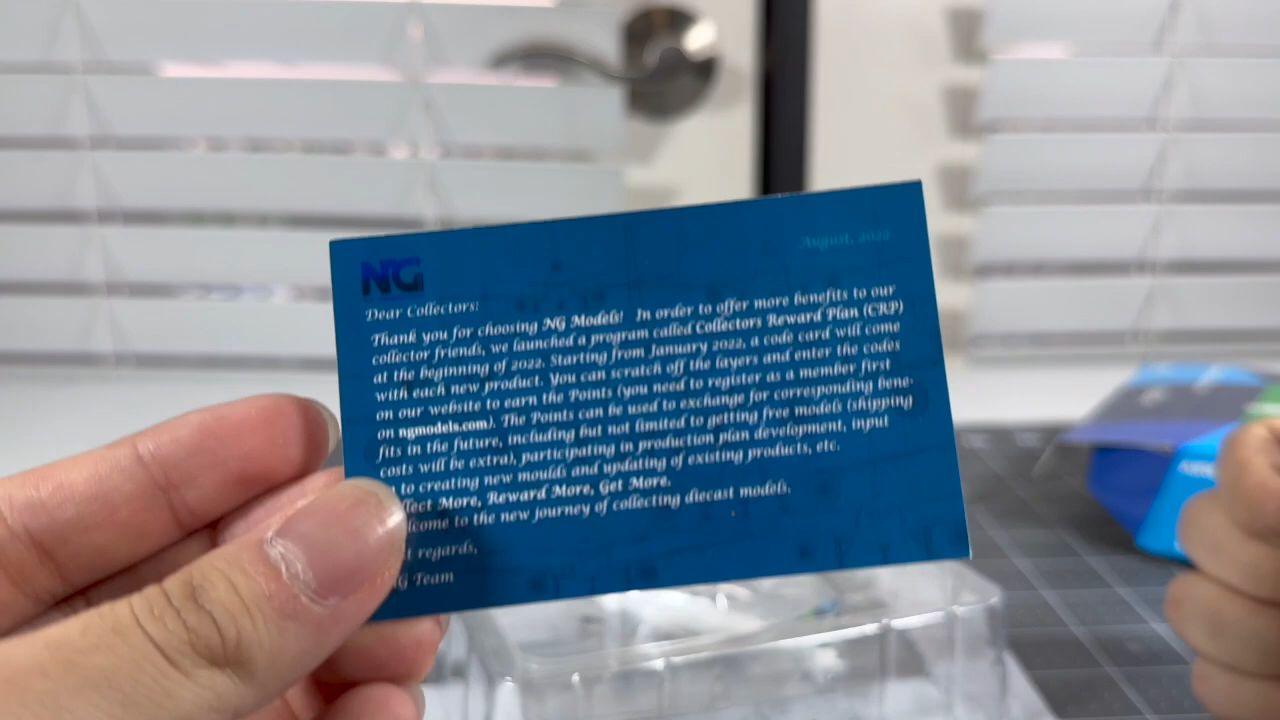 NG
August, 2022
Dear Collectors:
Thank you for choosing NG Models! In order to offer more benefits to our
collector friends, we launched a program called Collectors Reward Plan (CRP)
at the beginning of 2022. Starting from January 2022, a code card will come
with each new product. You can scratch off the layers and enter the codes
on our website to earn the Points (you need to register as a member first
on ngmodels.com). The Points can be used to exchange for corresponding bene-
fits in the future, including but not limited to getting free models (shipping
costs will be extra), participating in production plan development, input
to creating new moulds and updating of existing products, etc.
llect More, Reward More, Get More.
lcome to the new journey of collecting diecast models.
t regards,
G Team